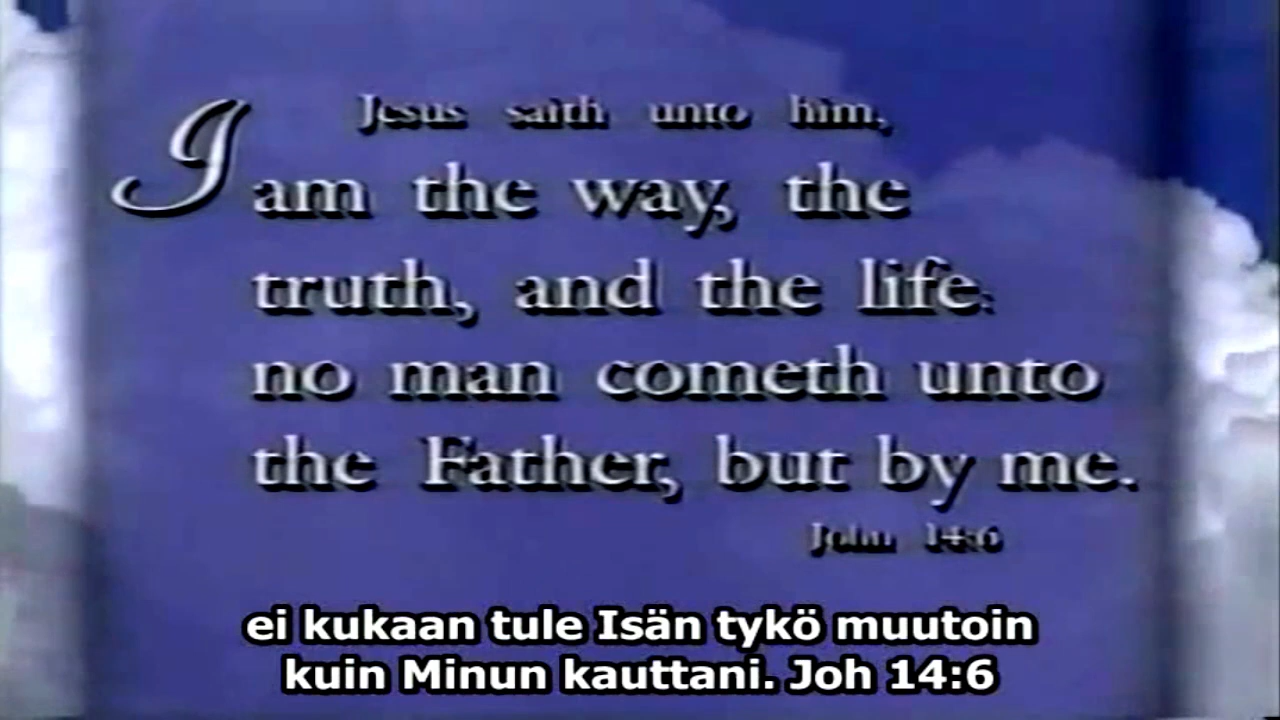 Jesus saith unto him,
I am the way, the
truth, and the life:
no man cometh unto
the Father, but by me.
John 14:6
ei kukaan tule Isän tykö muutoin
kuin Minun kauttani. Joh 14:6